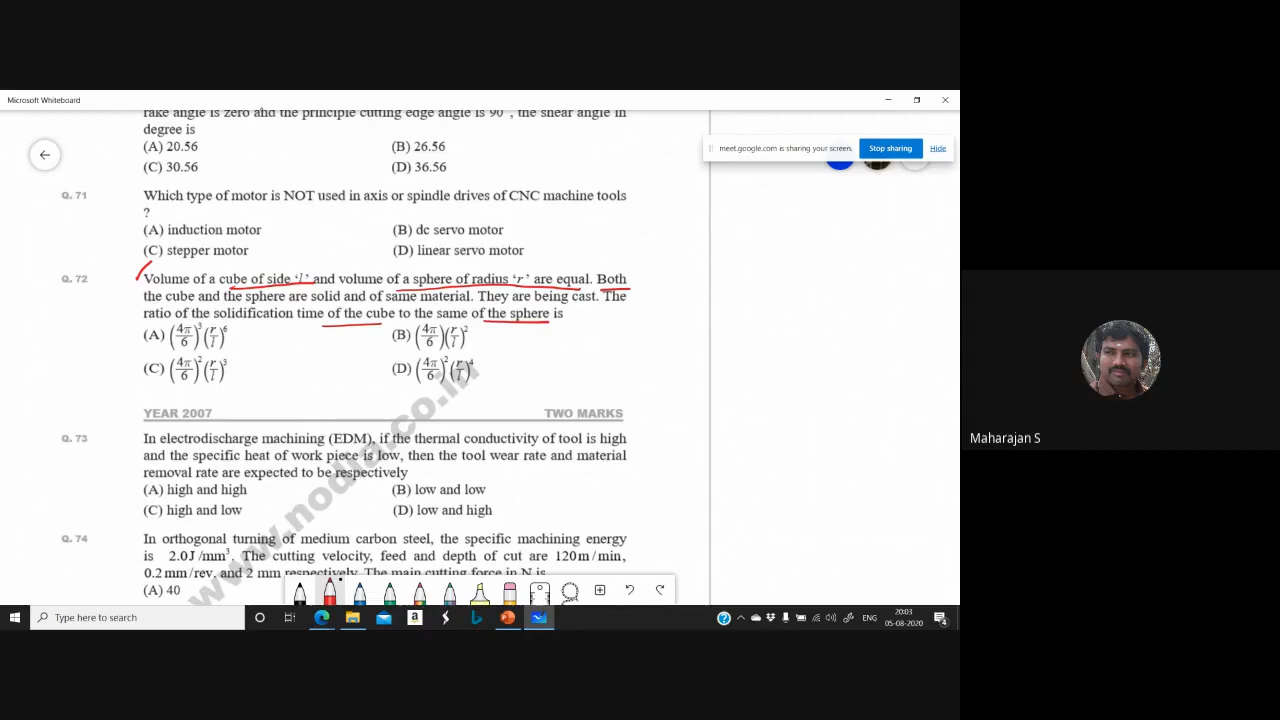 Microsoft Whiteboard
rake angle is zero and the principle cutting edge angle is 90°, the shear angle in
degree is
(A) 20.56 (B) 26.56
(C) 30.56 (D) 36.56
meet.google.com is sharing your screen. Stop sharing Hide
Q. 71 Which type of motor is NOT used in axis or spindle drives of CNC machine tools
?
(A) induction motor (B) dc servo motor
(C) stepper motor (D) linear servo motor
Q. 72 Volume of a cube of side 'l' and volume of a sphere of radius 'r' are equal. Both
the cube and the sphere are solid and of same material. They are being cast. The
ratio of the solidification time of the cube to the same of the sphere is
(A) (4π/6)³(r/l)⁶ (B) (4π/6)(r/l)²
(C) (4π/6)²(r/l)³ (D) (4π/6)²(r/l)⁴
YEAR 2007 TWO MARKS
Q. 73 In electrodischarge machining (EDM), if the thermal conductivity of tool is high
and the specific heat of work piece is low, then the tool wear rate and material
removal rate are expected to be respectively
(A) high and high (B) low and low
(C) high and low (D) low and high
Q. 74 In orthogonal turning of medium carbon steel, the specific machining energy
is 2.0J/mm³. The cutting velocity, feed and depth of cut are 120m/min,
0.2mm/rev, and 2 mm respectively. The main cutting force in N is
(A) 40
www.nodia.co.in
Maharajan S
Type here to search
ENG
20:03
05-08-2020